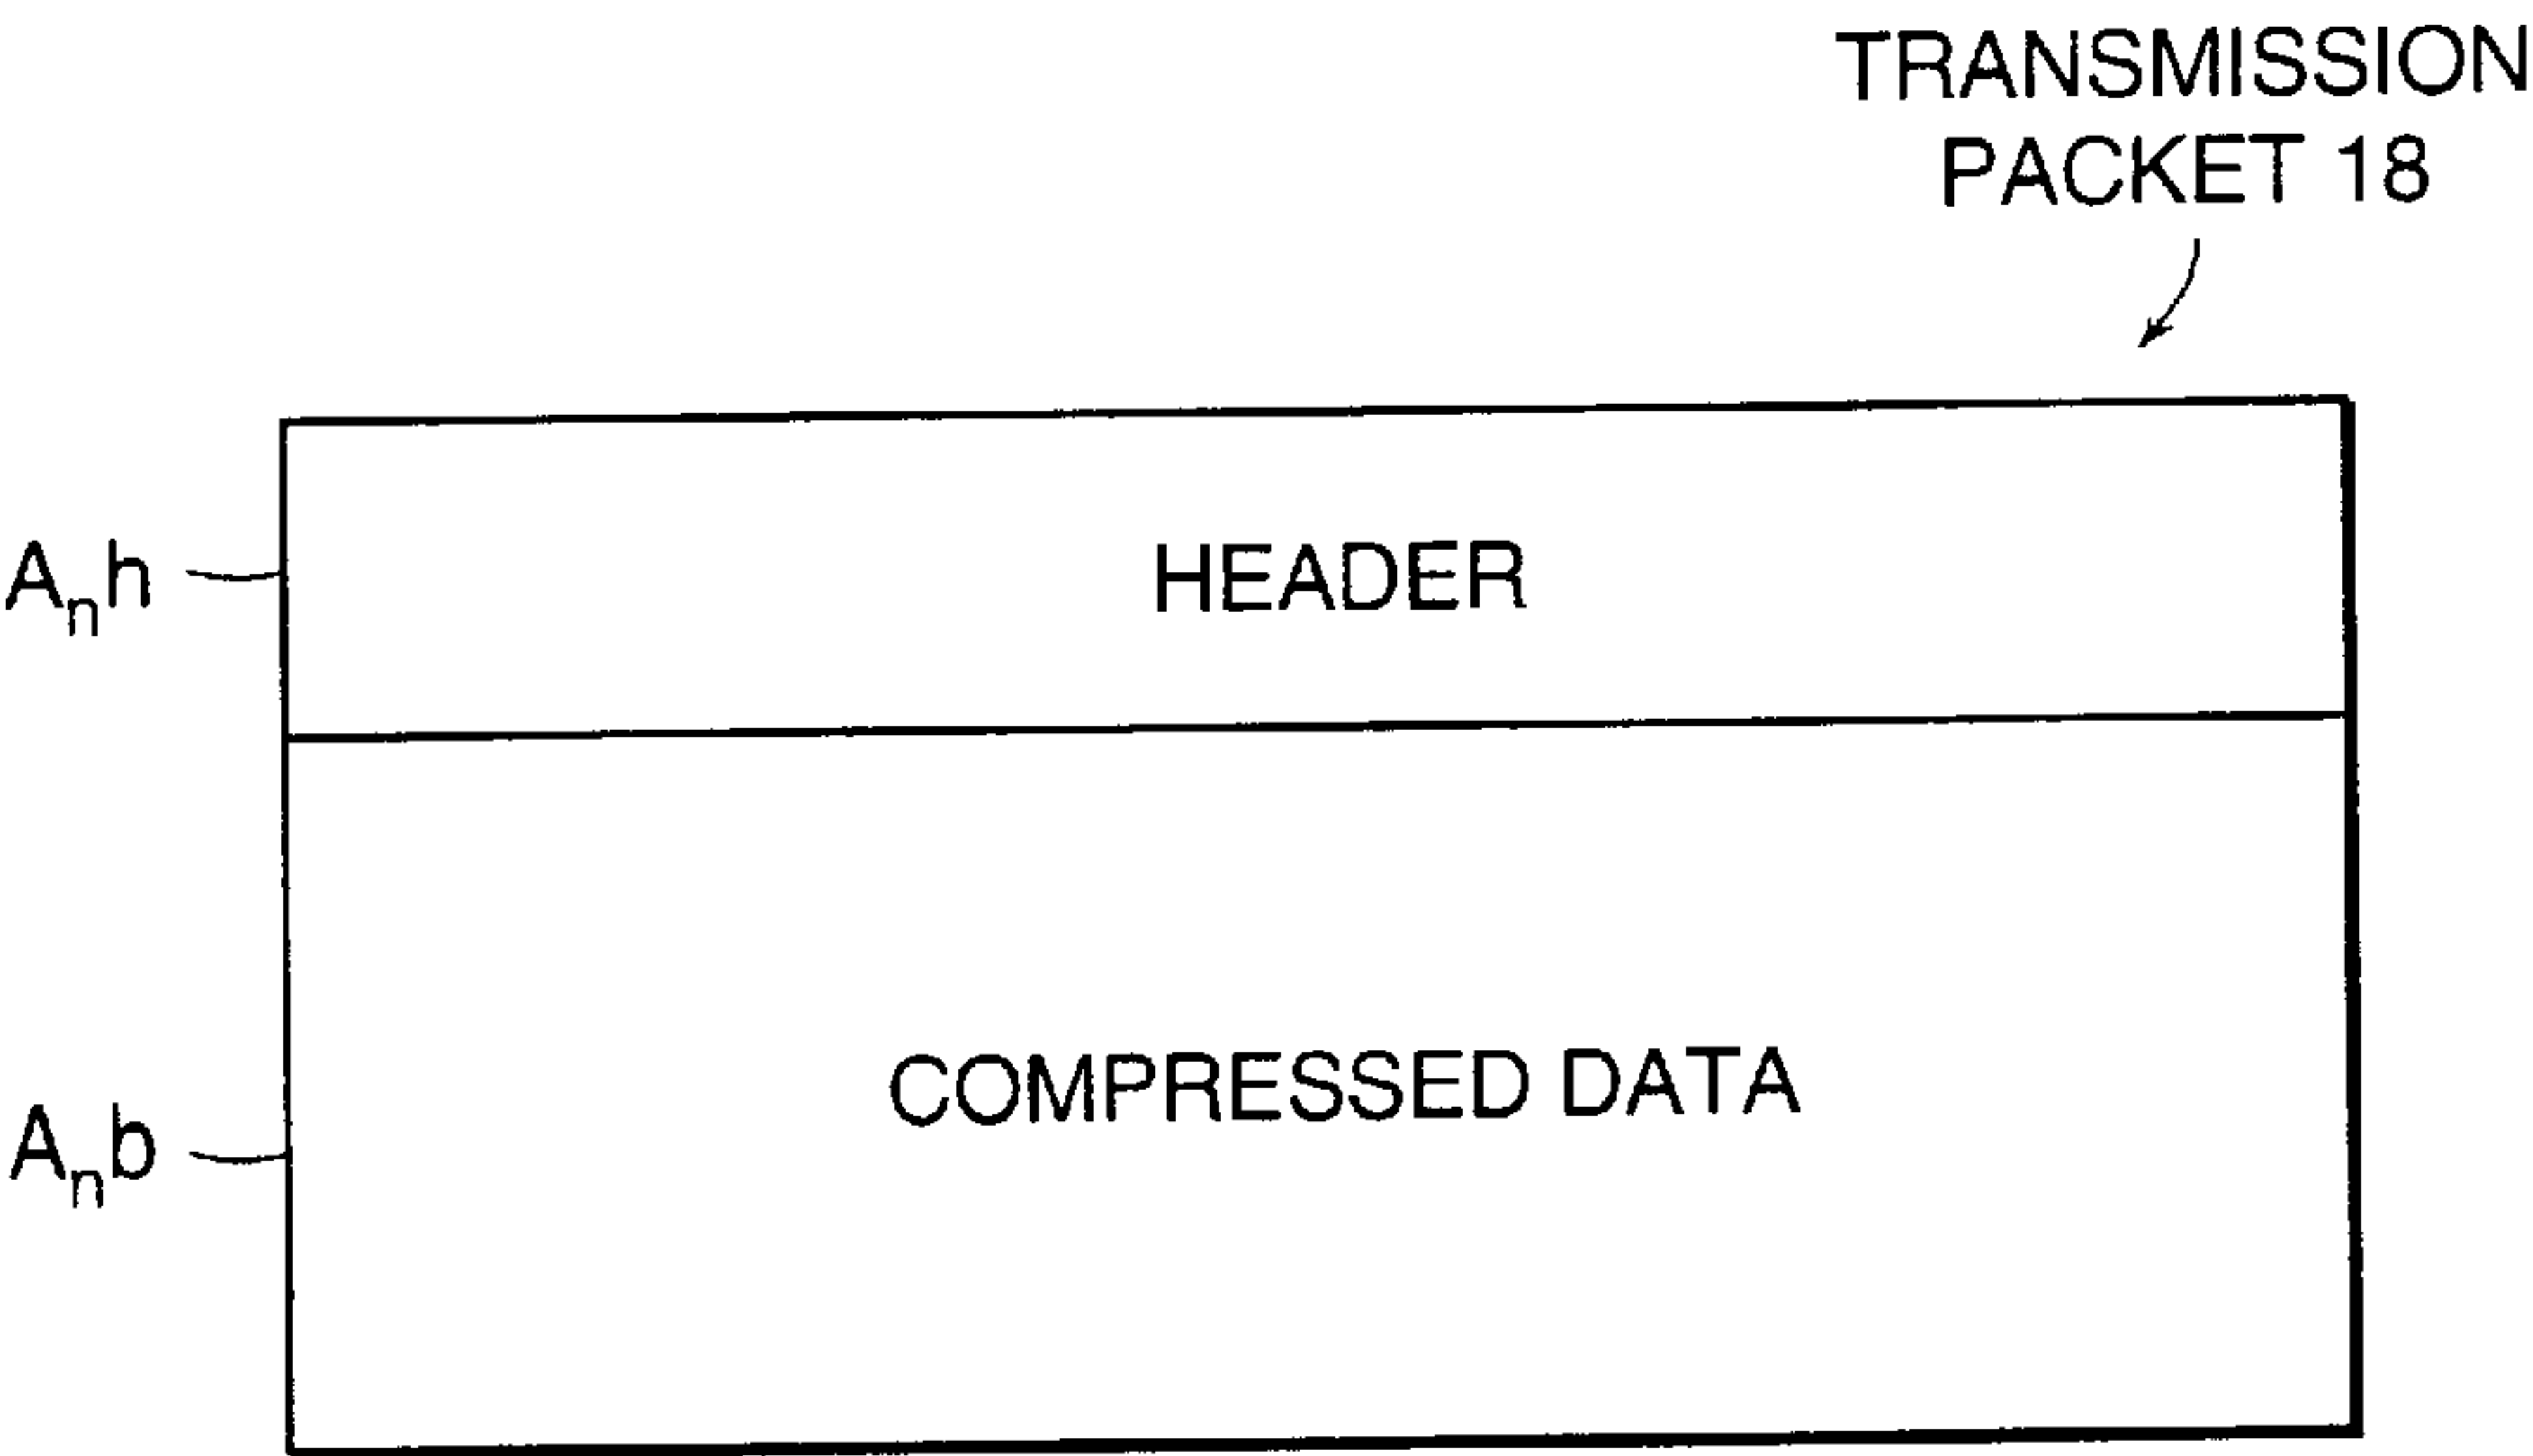 TRANSMISSION
PACKET 18
Aₙh
HEADER
COMPRESSED DATA
Aₙb